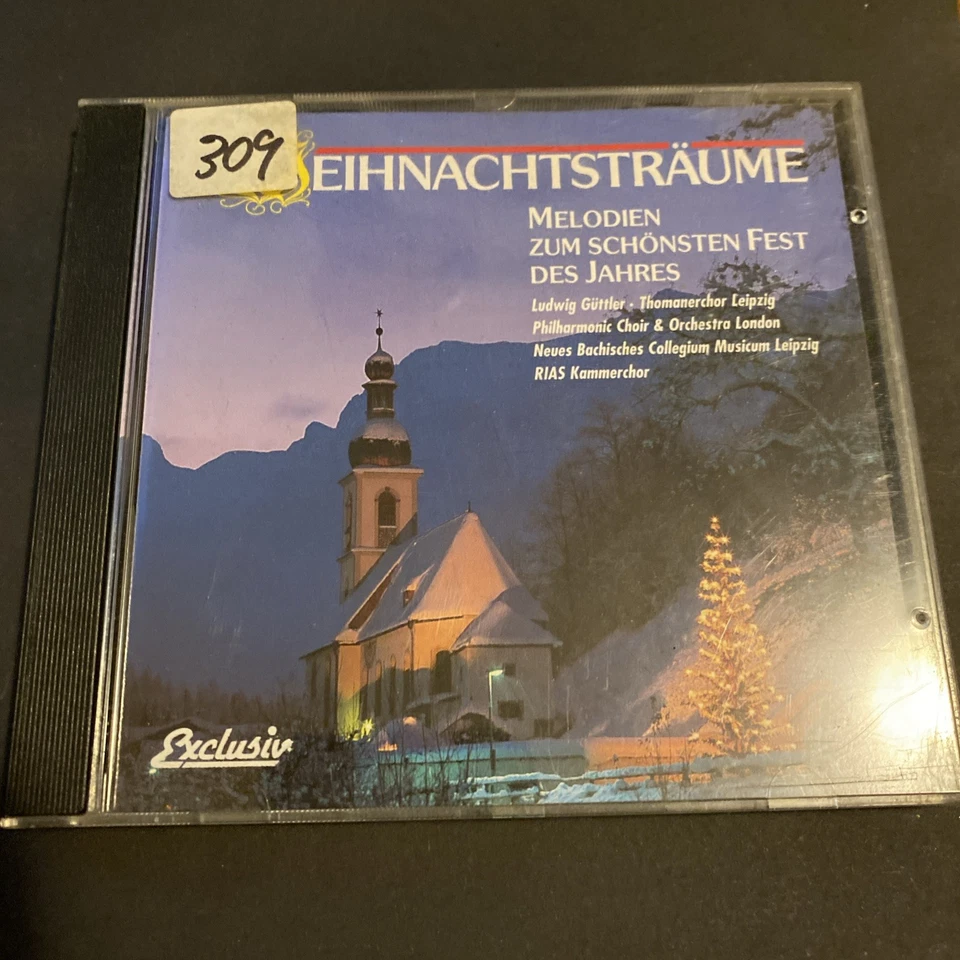 309
EIHNACHTSTRÄUME
MELODIEN
ZUM SCHÖNSTEN FEST
DES JAHRES
Ludwig Güttler · Thomanerchor Leipzig
Philharmonic Choir & Orchestra London
Neues Bachisches Collegium Musicum Leipzig
RIAS Kammerchor
Exclusiv